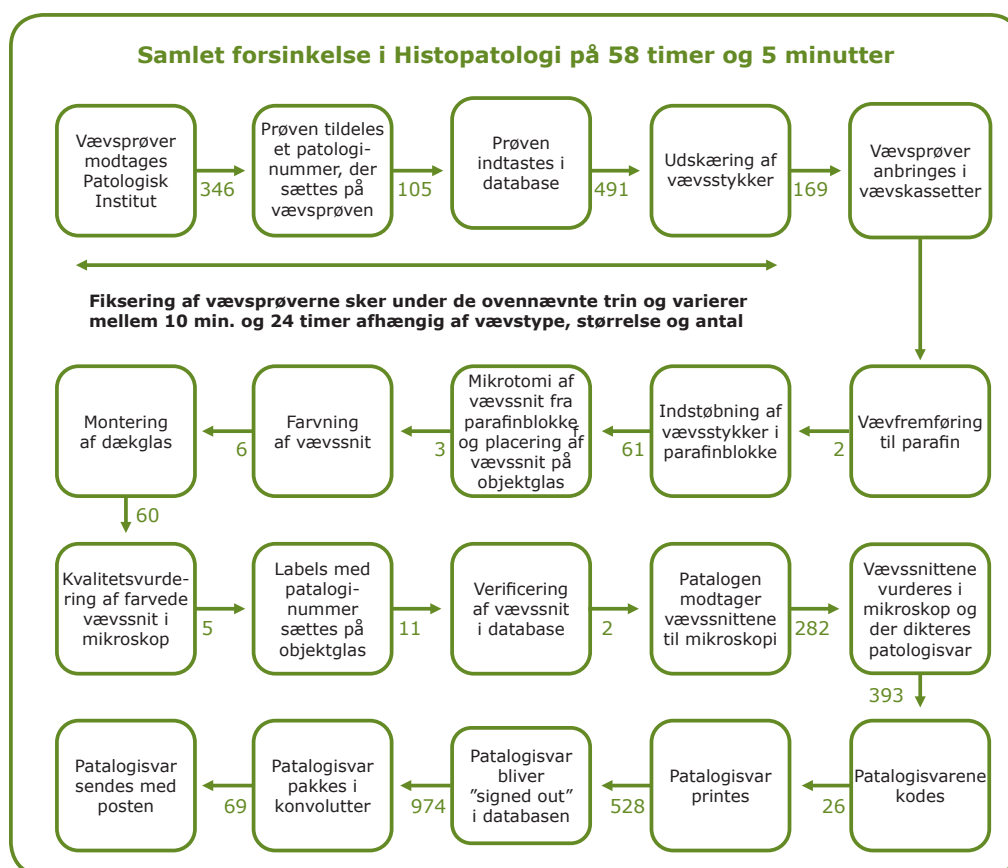 Samlet forsinkelse i Histopatologi på 58 timer og 5 minutter
Vævsprøver
modtages
Patologisk
Institut
346
Prøven tildeles
et patologi-
nummer, der
sættes på
vævsprøven
105
Prøven
indtastes i
database
491
Udskæring af
vævsstykker
169
Vævsprøver
anbringes i
vævskassetter
Fiksering af vævsprøverne sker under de ovennævnte trin og varierer
mellem 10 min. og 24 timer afhængig af vævstype, størrelse og antal
Vævfremføring
til parafin
2
Indstøbning af
vævsstykker i
parafinblokke
61
Mikrotomi af
vævssnit fra
parafinblokke
og placering af
vævssnit på
objektglas
3
Farvning
af vævssnit
6
Montering
af dækglas
60
Kvalitetsvurde-
ring af farvede
vævssnit i
mikroskop
5
Labels med
patalogi-
nummer
sættes på
objektglas
11
Verificering
af vævssnit
i database
2
Patalogen
modtager
vævssnittene
til mikroskopi
282
Vævssnittene
vurderes i
mikroskop og
der dikteres
patologisvar
393
Patalogisvarene
kodes
26
Patalogisvar
printes
528
Patalogisvar
bliver
”signed out”
i databasen
974
Patalogisvar
pakkes i
konvolutter
69
Patalogisvar
sendes med
posten